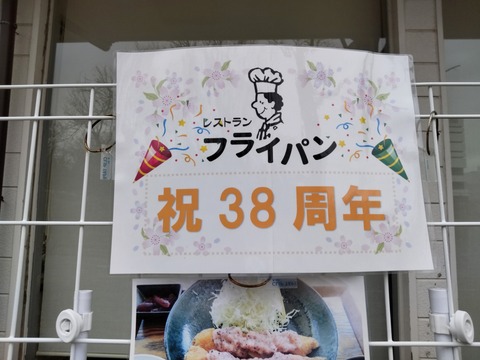 レストラン
フライパン
祝 38 周年